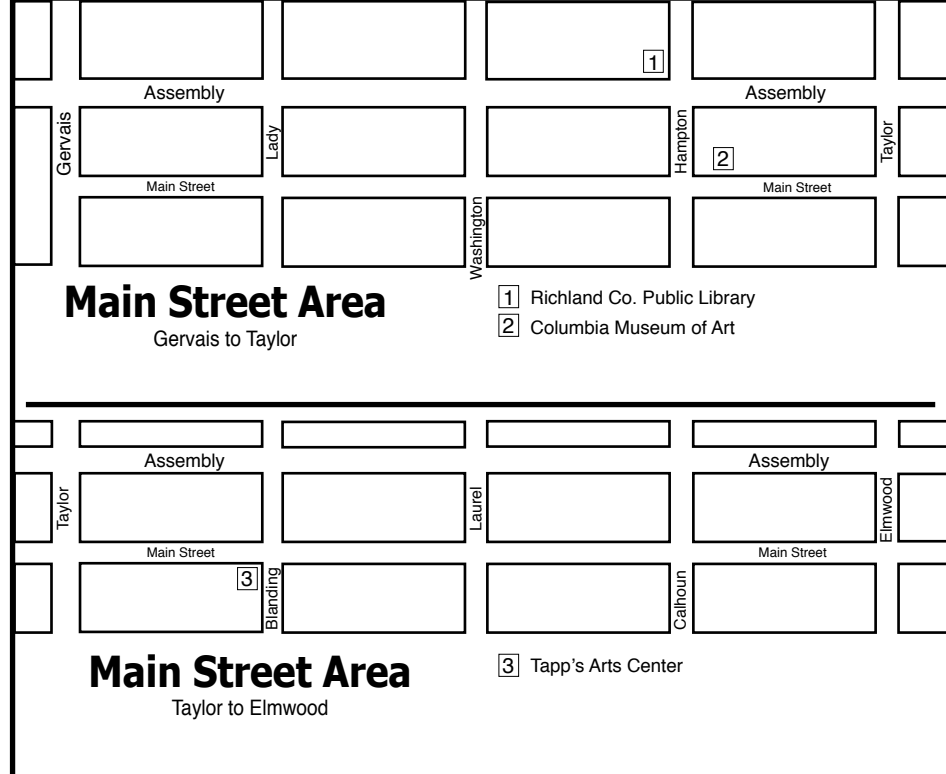 1
Assembly
Assembly
Gervais
Lady
Hampton
2
Taylor
Main Street
Main Street
Washington
Main Street Area
Gervais to Taylor
1 Richland Co. Public Library
2 Columbia Museum of Art
Assembly
Assembly
Taylor
Laurel
Elmwood
Main Street
Main Street
3
Blanding
Calhoun
Main Street Area
Taylor to Elmwood
3 Tapp's Arts Center